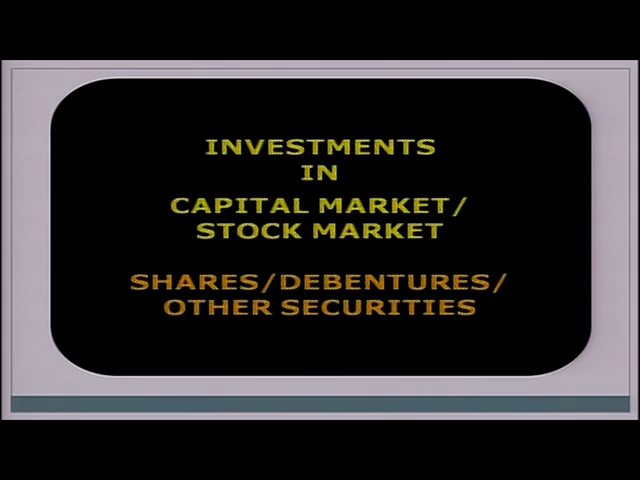 INVESTMENTS
IN
CAPITAL MARKET/
STOCK MARKET
SHARES/DEBENTURES/
OTHER SECURITIES